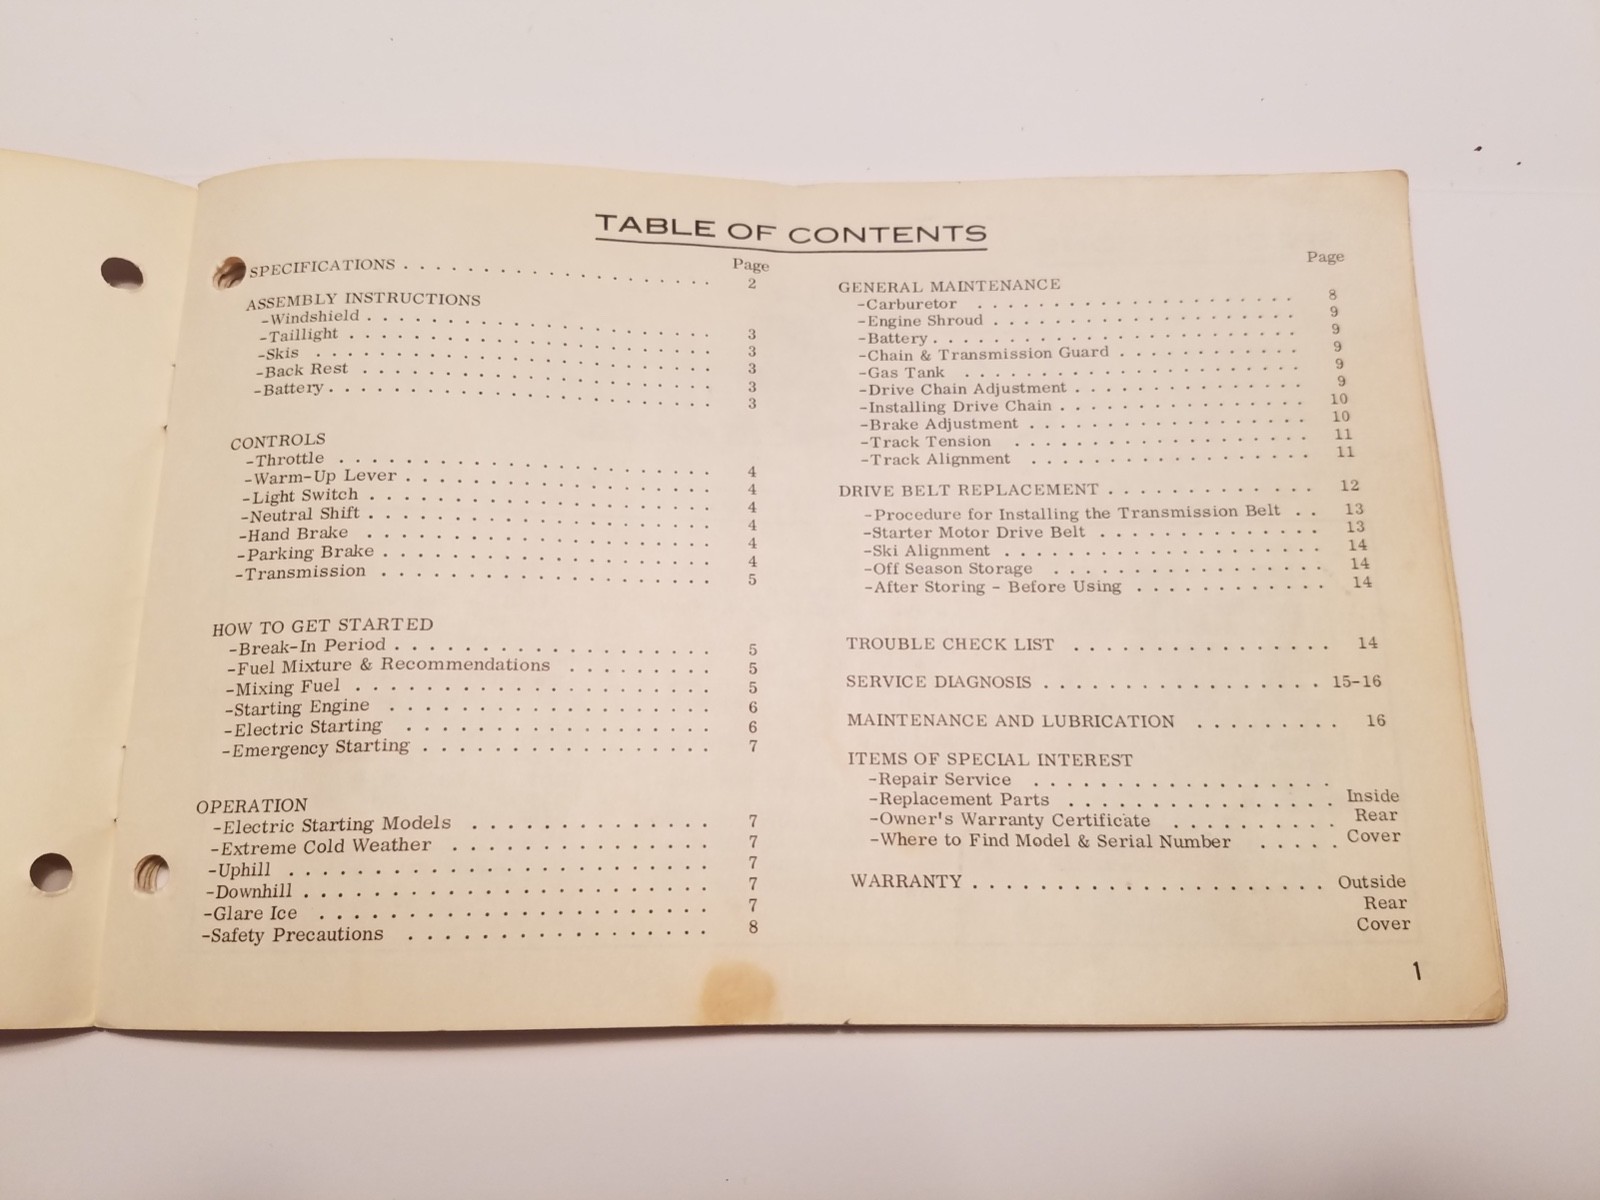 TABLE OF CONTENTS
Page
SPECIFICATIONS . . . . . . . . . . . . . . . . . . . . . . . 2
ASSEMBLY INSTRUCTIONS
-Windshield . . . . . . . . . . . . . . . . . . . . . . 3
-Taillight . . . . . . . . . . . . . . . . . . . . . . . 3
-Skis . . . . . . . . . . . . . . . . . . . . . . . . 3
-Back Rest . . . . . . . . . . . . . . . . . . . . . . 3
-Battery . . . . . . . . . . . . . . . . . . . . . . . 3
CONTROLS
-Throttle . . . . . . . . . . . . . . . . . . . . . . . 4
-Warm-Up Lever . . . . . . . . . . . . . . . . . . . 4
-Light Switch . . . . . . . . . . . . . . . . . . . . . 4
-Neutral Shift . . . . . . . . . . . . . . . . . . . . . 4
-Hand Brake . . . . . . . . . . . . . . . . . . . . . 4
-Parking Brake . . . . . . . . . . . . . . . . . . . . 4
-Transmission . . . . . . . . . . . . . . . . . . . . 5
HOW TO GET STARTED
-Break-In Period . . . . . . . . . . . . . . . . . . . 5
-Fuel Mixture & Recommendations . . . . . . . . 5
-Mixing Fuel . . . . . . . . . . . . . . . . . . . . . 5
-Starting Engine . . . . . . . . . . . . . . . . . . . 6
-Electric Starting . . . . . . . . . . . . . . . . . . 6
-Emergency Starting . . . . . . . . . . . . . . . . . 7
OPERATION
-Electric Starting Models . . . . . . . . . . . . . . 7
-Extreme Cold Weather . . . . . . . . . . . . . . . 7
-Uphill . . . . . . . . . . . . . . . . . . . . . . . . 7
-Downhill . . . . . . . . . . . . . . . . . . . . . . . 7
-Glare Ice . . . . . . . . . . . . . . . . . . . . . . 7
-Safety Precautions . . . . . . . . . . . . . . . . . 8
Page
GENERAL MAINTENANCE
-Carburetor . . . . . . . . . . . . . . . . . . . . . 8
-Engine Shroud . . . . . . . . . . . . . . . . . . . . 9
-Battery . . . . . . . . . . . . . . . . . . . . . . . . 9
-Chain & Transmission Guard . . . . . . . . . . . . 9
-Gas Tank . . . . . . . . . . . . . . . . . . . . . . 9
-Drive Chain Adjustment . . . . . . . . . . . . . . . 9
-Installing Drive Chain . . . . . . . . . . . . . . . . 10
-Brake Adjustment . . . . . . . . . . . . . . . . . . 10
-Track Tension . . . . . . . . . . . . . . . . . . . 11
-Track Alignment . . . . . . . . . . . . . . . . . . 11
DRIVE BELT REPLACEMENT . . . . . . . . . . . . . 12
-Procedure for Installing the Transmission Belt . . 13
-Starter Motor Drive Belt . . . . . . . . . . . . . . 13
-Ski Alignment . . . . . . . . . . . . . . . . . . . . 14
-Off Season Storage . . . . . . . . . . . . . . . . . 14
-After Storing - Before Using . . . . . . . . . . . . 14
TROUBLE CHECK LIST . . . . . . . . . . . . . . . . 14
SERVICE DIAGNOSIS . . . . . . . . . . . . . . . . . . 15-16
MAINTENANCE AND LUBRICATION . . . . . . . . . 16
ITEMS OF SPECIAL INTEREST
-Repair Service . . . . . . . . . . . . . . . . . . .
-Replacement Parts . . . . . . . . . . . . . . . . . Inside
-Owner's Warranty Certificate . . . . . . . . . . Rear
-Where to Find Model & Serial Number . . . . . Cover
WARRANTY . . . . . . . . . . . . . . . . . . . . . . Outside
Rear
Cover
1